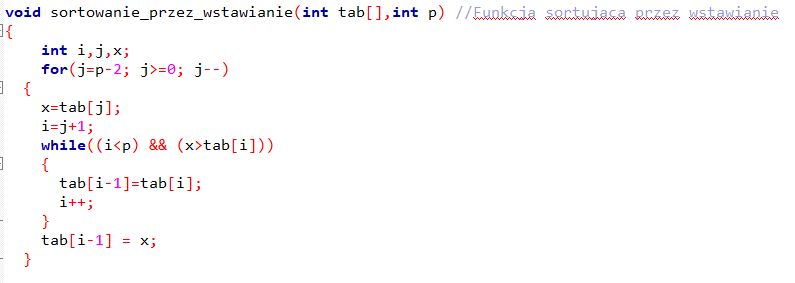 void sortowanie_przez_wstawianie(int tab[],int p) //Funkcja sortujaca przez wstawianie
{
int i,j,x;
for(j=p-2; j>=0; j--)
{
x=tab[j];
i=j+1;
while((i<p) && (x>tab[i]))
{
tab[i-1]=tab[i];
i++;
}
tab[i-1] = x;
}